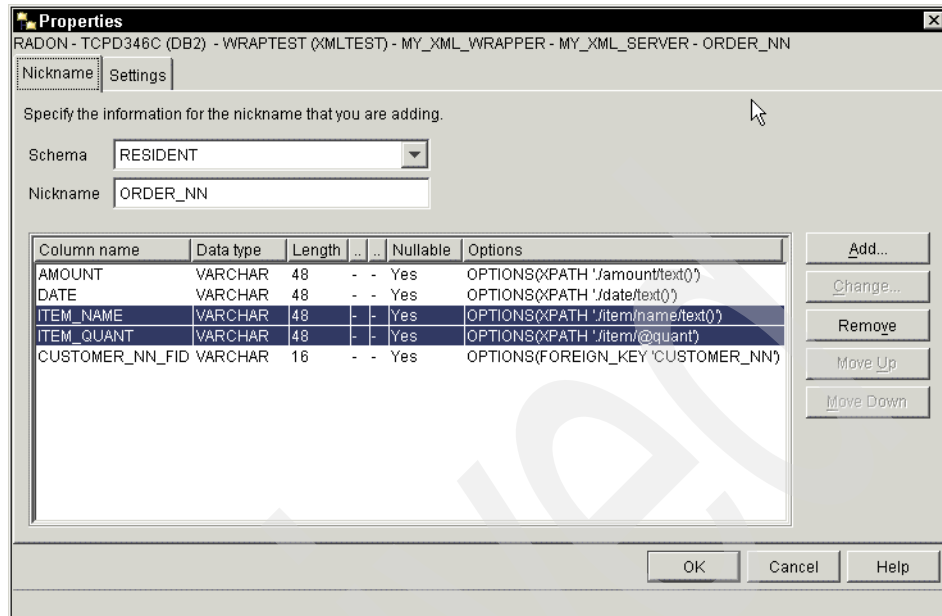 Properties
RADON - TCPD346C (DB2) - WRAPTEST (XMLTEST) - MY_XML_WRAPPER - MY_XML_SERVER - ORDER_NN
Nickname Settings
Specify the information for the nickname that you are adding.
Schema RESIDENT
Nickname ORDER_NN
Column name Data type Length .. .. Nullable Options
AMOUNT VARCHAR 48 - - Yes OPTIONS(XPATH './amount/text()')
DATE VARCHAR 48 - - Yes OPTIONS(XPATH './date/text()')
ITEM_NAME VARCHAR 48 - - Yes OPTIONS(XPATH './item/name/text()')
ITEM_QUANT VARCHAR 48 - - Yes OPTIONS(XPATH './item/@quant')
CUSTOMER_NN_FID VARCHAR 16 - - Yes OPTIONS(FOREIGN_KEY 'CUSTOMER_NN')
Add...
Change...
Remove
Move Up
Move Down
OK Cancel Help